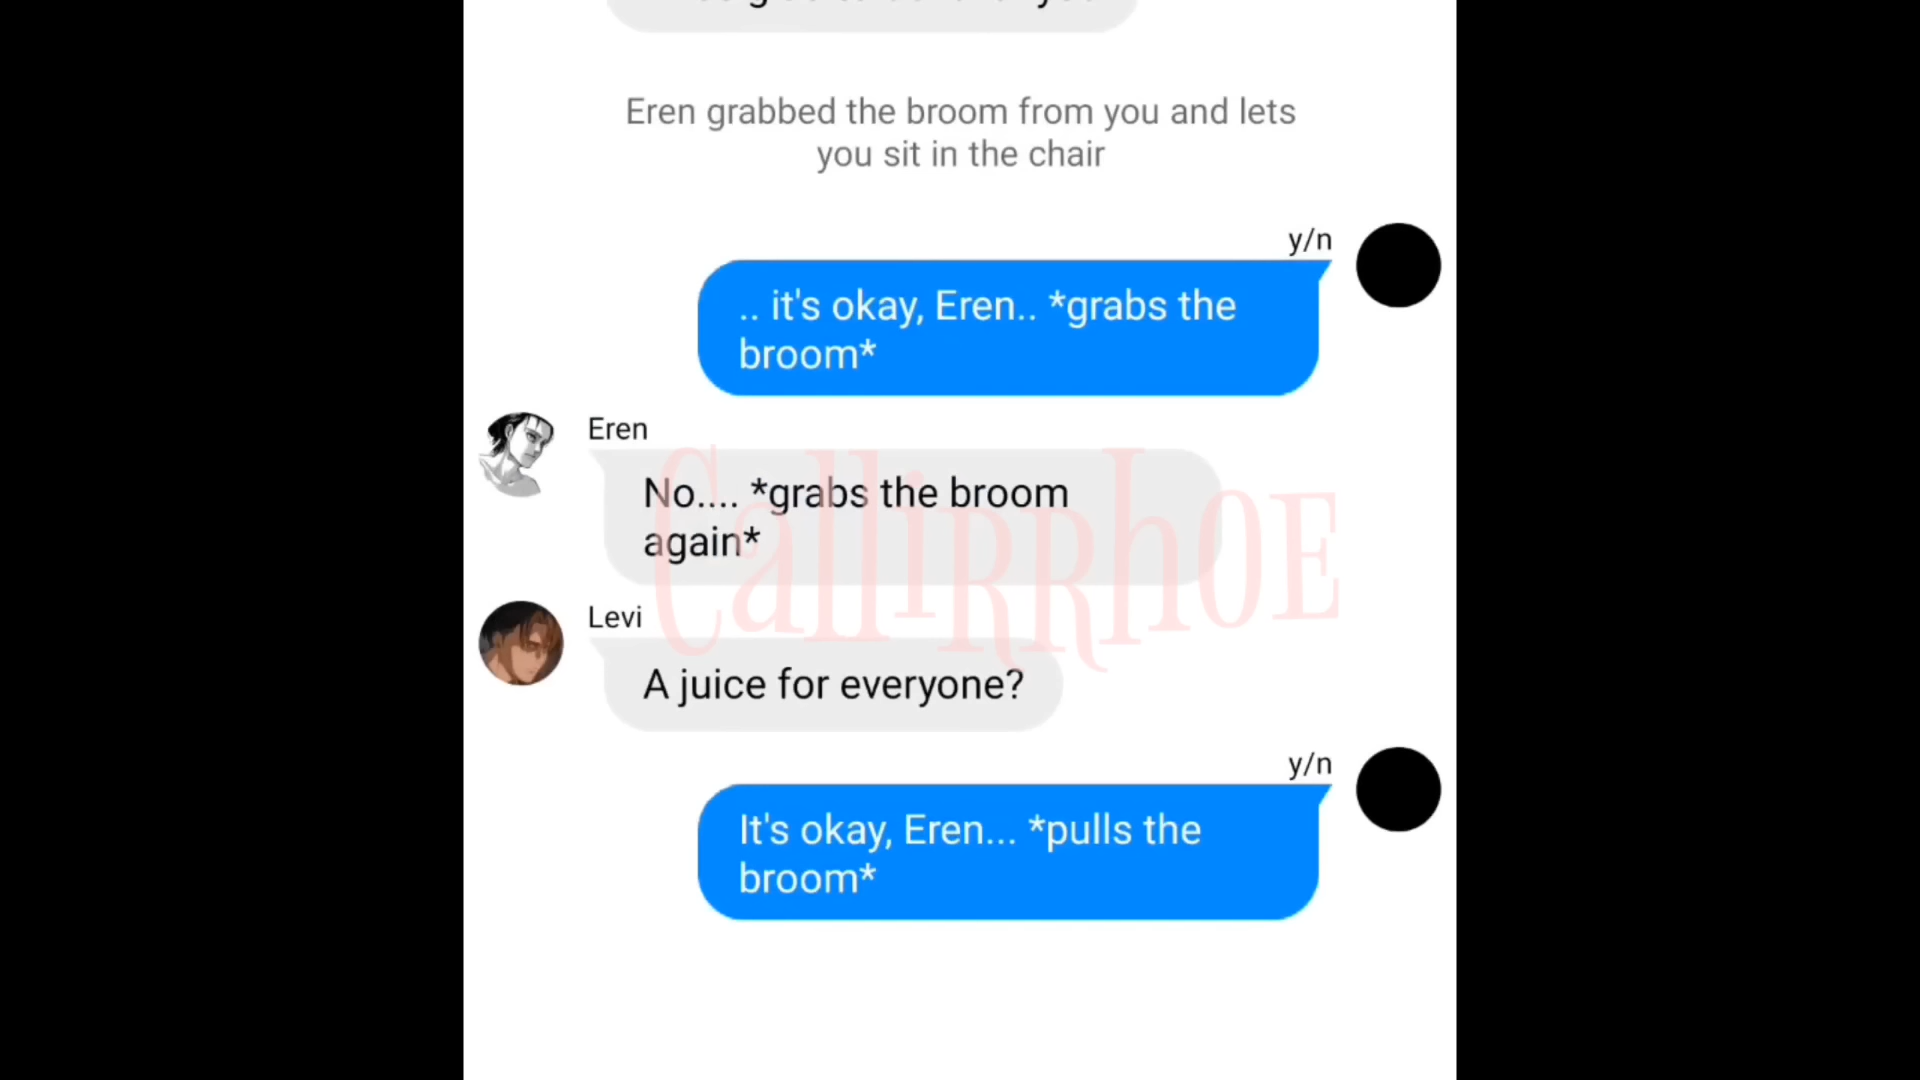 Eren grabbed the broom from you and lets
you sit in the chair
y/n
.. it's okay, Eren.. *grabs the
broom*
Eren
No.... *grabs the broom
again*
CallirrhoE
Levi
A juice for everyone?
y/n
It's okay, Eren... *pulls the
broom*